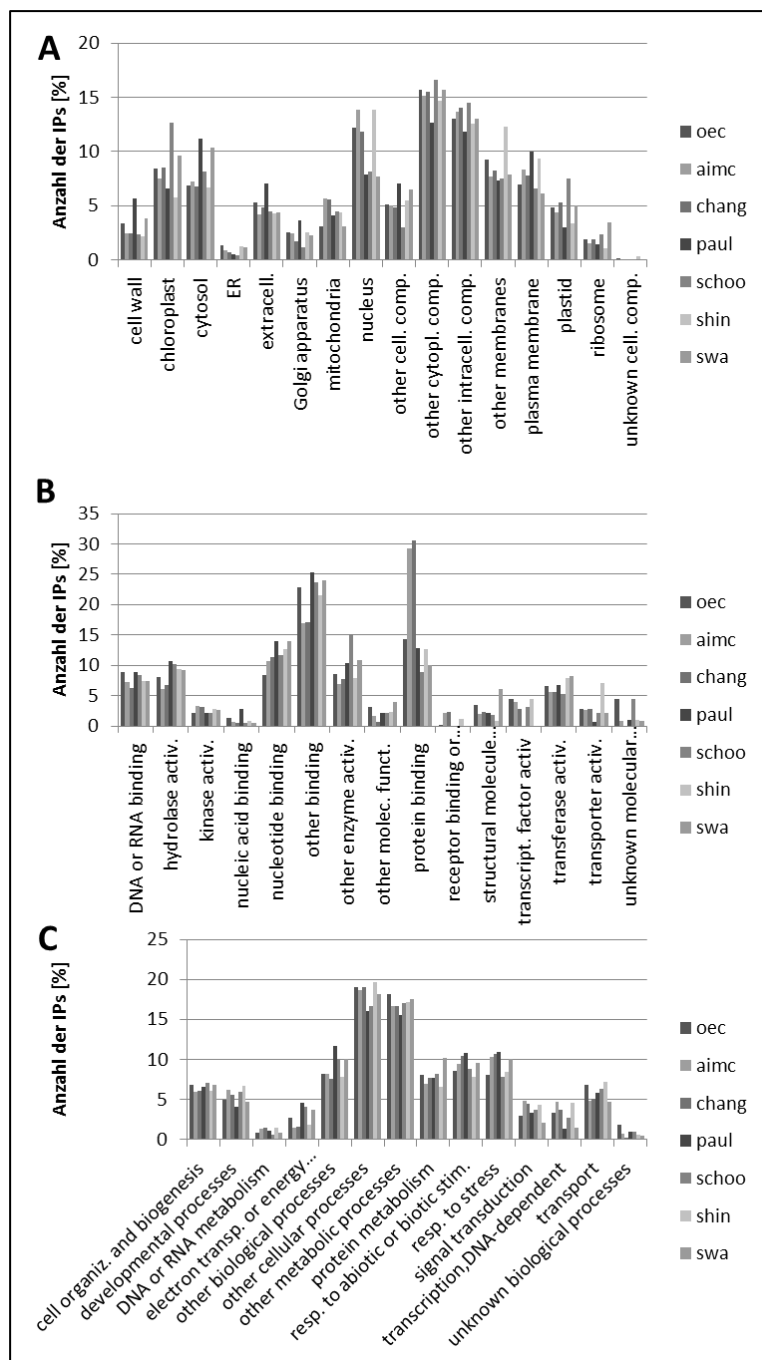 A
Anzahl der IPs [%]
20
15
10
5
0
cell wall
chloroplast
cytosol
ER
extracell.
Golgi apparatus
mitochondria
nucleus
other cell. comp.
other cytopl. comp.
other intracell. comp.
other membranes
plasma membrane
plastid
ribosome
unknown cell. comp.
oec
aimc
chang
paul
schoo
shin
swa
B
Anzahl der IPs [%]
35
30
25
20
15
10
5
0
DNA or RNA binding
hydrolase activ.
kinase activ.
nucleic acid binding
nucleotide binding
other binding
other enzyme activ.
other molec. funct.
protein binding
receptor binding or...
structural molecule...
transcript. factor activ
transferase activ.
transporter activ.
unknown molecular...
oec
aimc
chang
paul
schoo
shin
swa
C
Anzahl der IPs [%]
25
20
15
10
5
0
cell organiz. and biogenesis
developmental processes
DNA or RNA metabolism
electron transp. or energy...
other biological processes
other cellular processes
other metabolic processes
protein metabolism
resp. to abiotic or biotic stim.
resp. to stress
signal transduction
transcription,DNA-dependent
transport
unknown biological processes
oec
aimc
chang
paul
schoo
shin
swa